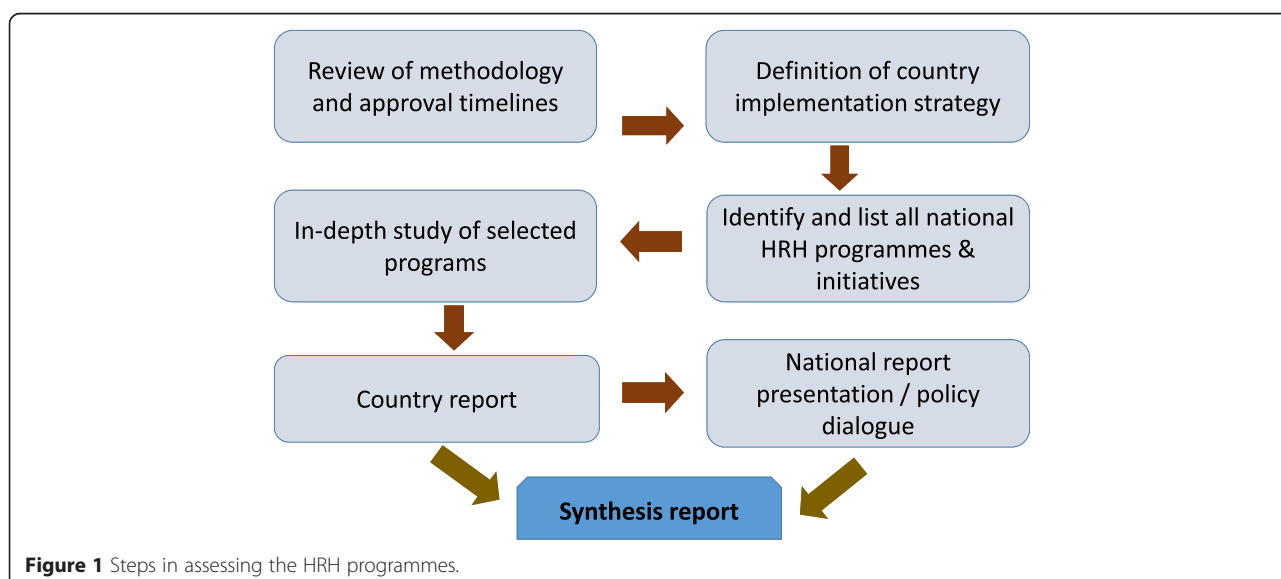 Review of methodology
and approval timelines
Definition of country
implementation strategy
In-depth study of selected
programs
Identify and list all national
HRH programmes &
initiatives
Country report
National report
presentation / policy
dialogue
Synthesis report
Figure 1 Steps in assessing the HRH programmes.